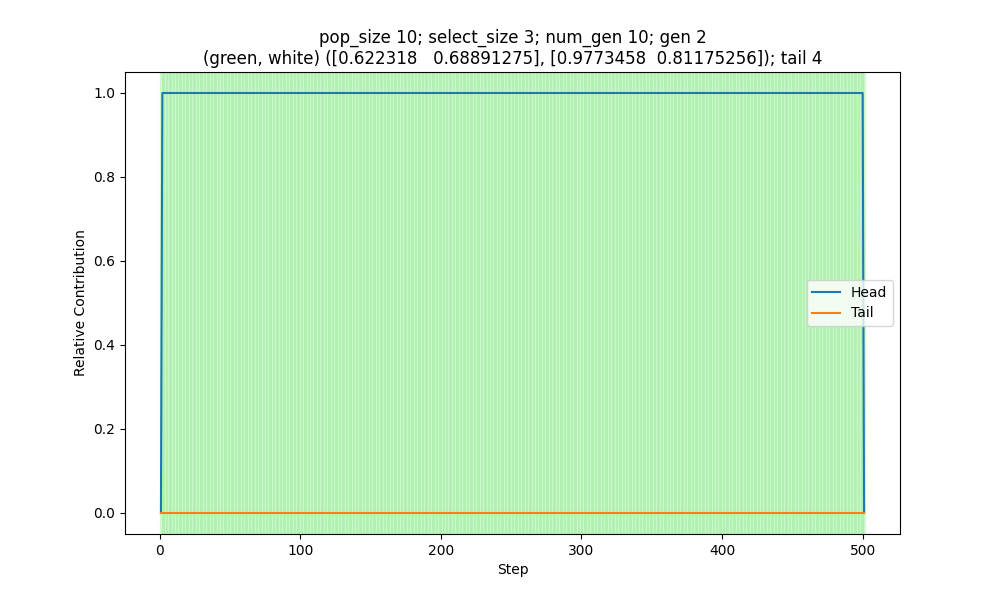 pop_size 10; select_size 3; num_gen 10; gen 2
(green, white) ([0.622318   0.68891275], [0.9773458  0.81175256]); tail 4
1.0
0.8
0.6
0.4
0.2
0.0
Relative Contribution
Head
Tail
0 100 200 300 400 500
Step